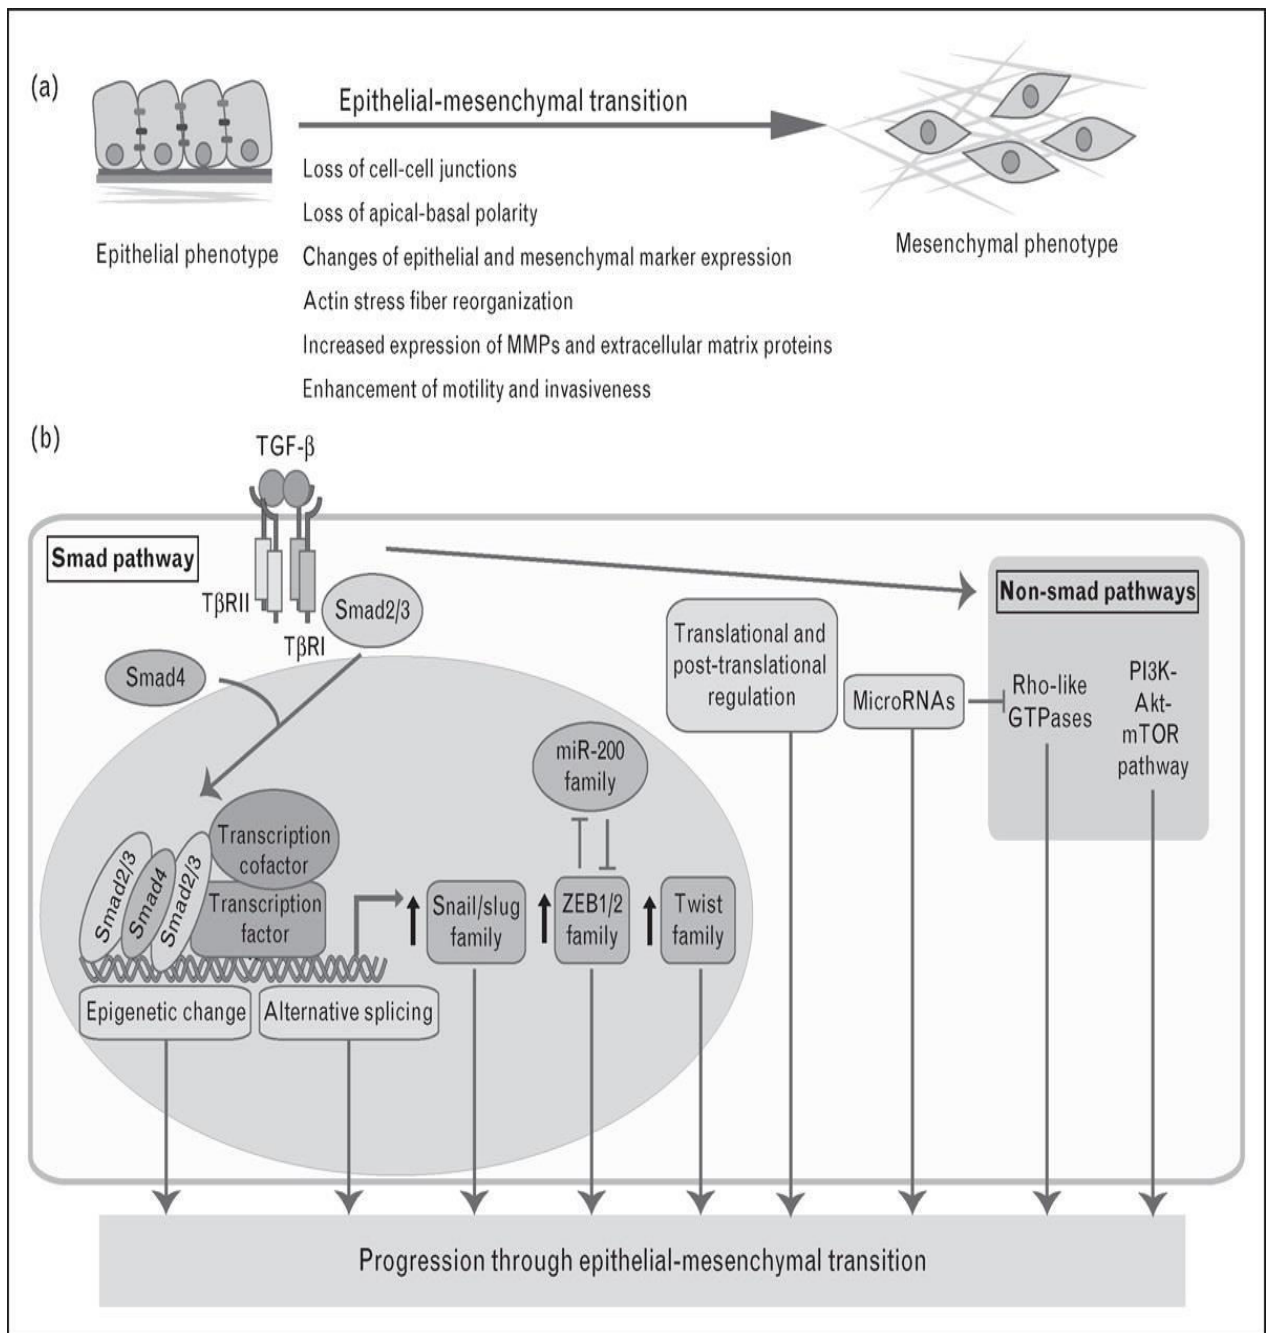 (a)
Epithelial-mesenchymal transition
Loss of cell-cell junctions
Loss of apical-basal polarity
Epithelial phenotype
Changes of epithelial and mesenchymal marker expression
Mesenchymal phenotype
Actin stress fiber reorganization
Increased expression of MMPs and extracellular matrix proteins
Enhancement of motility and invasiveness
(b)
TGF-β
Smad pathway
TβRII
TβRI
Smad2/3
Smad4
Non-smad pathways
Translational and
post-translational
regulation
MicroRNAs
Rho-like
GTPases
PI3K-
Akt-
mTOR
pathway
miR-200
family
Transcription
cofactor
Smad2/3
Smad4
Smad2/3
Transcription
factor
Snail/slug
family
ZEB1/2
family
Twist
family
Epigenetic change
Alternative splicing
Progression through epithelial-mesenchymal transition